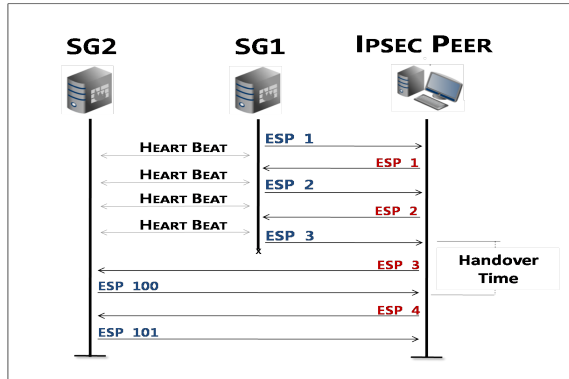 SG2 SG1 IPSEC PEER
ESP 1
HEART BEAT
ESP 1
HEART BEAT
ESP 2
HEART BEAT
ESP 2
HEART BEAT
ESP 3
Handover
Time
ESP 3
ESP 100
ESP 4
ESP 101